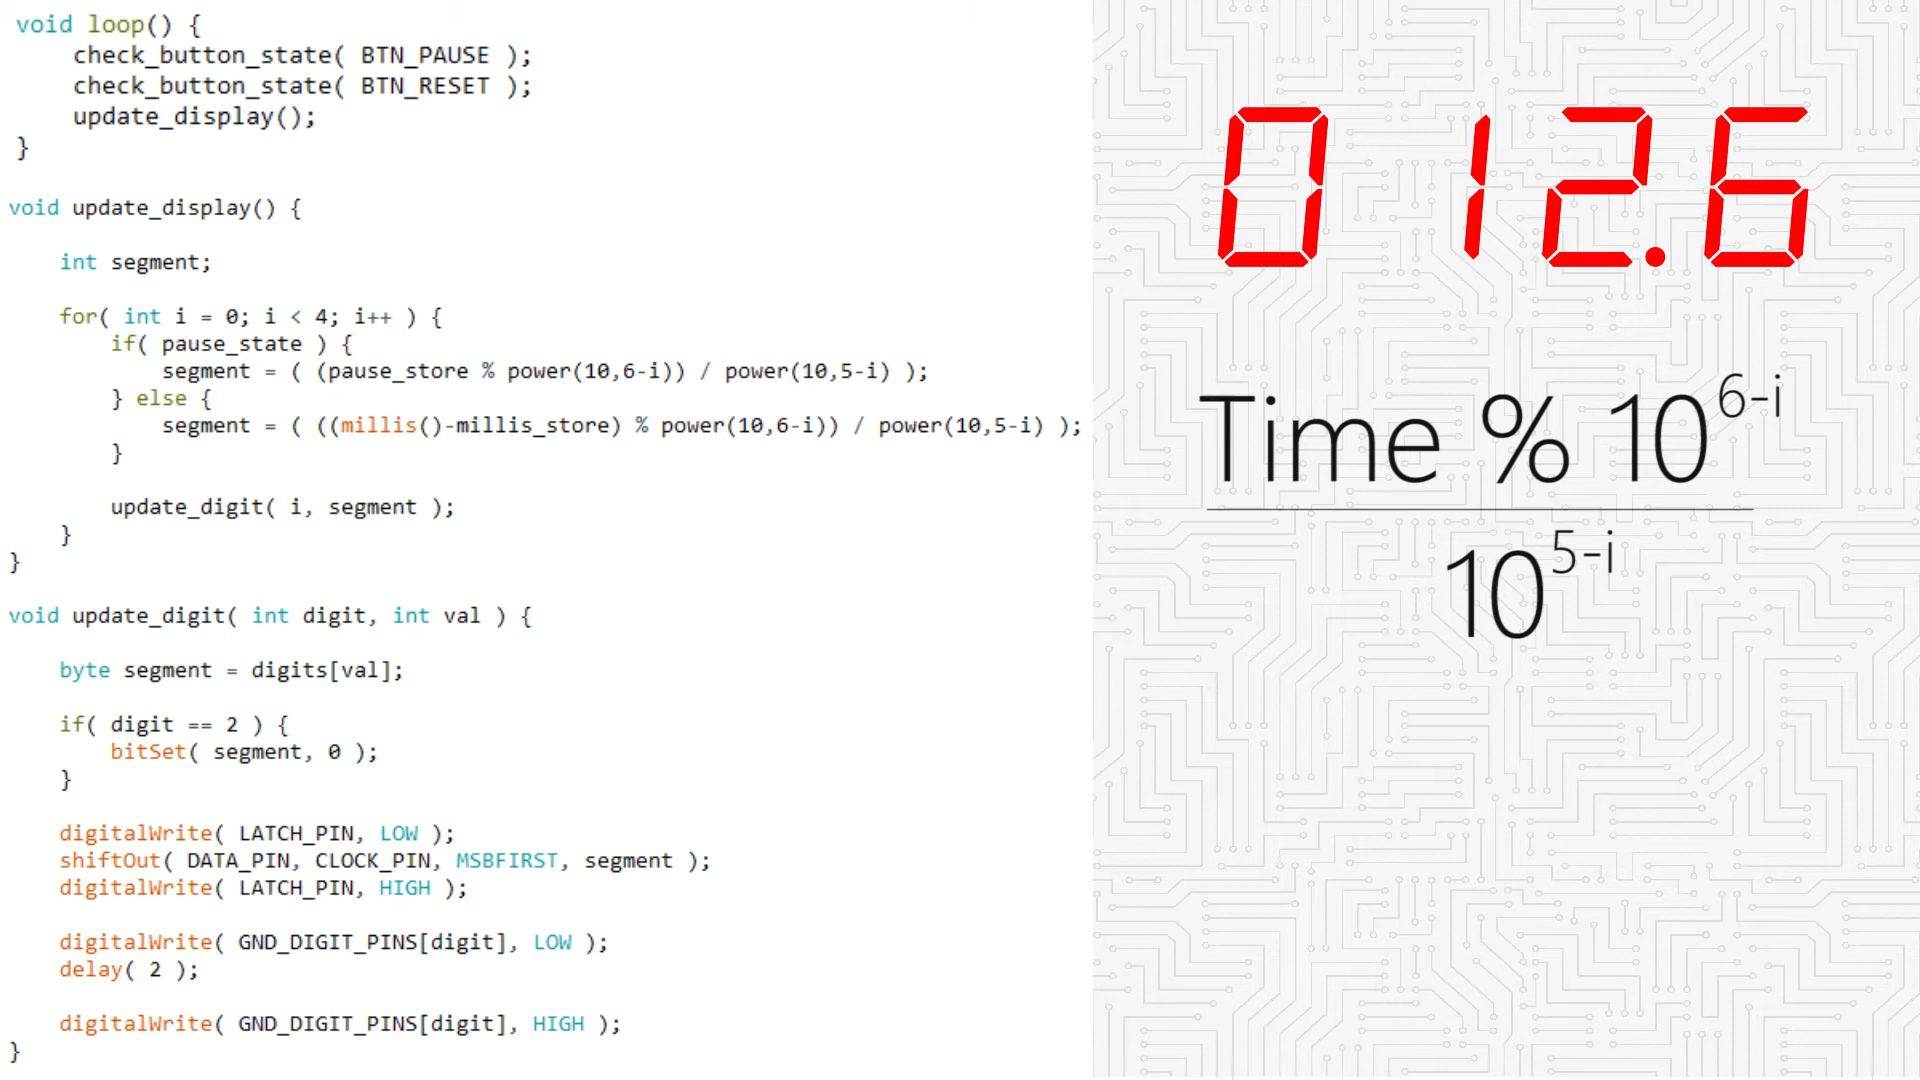 void loop() {
check_button_state( BTN_PAUSE );
check_button_state( BTN_RESET );
update_display();
}
void update_display() {
int segment;
for( int i = 0; i < 4; i++ ) {
if( pause_state ) {
segment = ( (pause_store % power(10,6-i)) / power(10,5-i) );
} else {
segment = ( ((millis()-millis_store) % power(10,6-i)) / power(10,5-i) );
}
update_digit( i, segment );
}
}
void update_digit( int digit, int val ) {
byte segment = digits[val];
if( digit == 2 ) {
bitSet( segment, 0 );
}
digitalWrite( LATCH_PIN, LOW );
shiftOut( DATA_PIN, CLOCK_PIN, MSBFIRST, segment );
digitalWrite( LATCH_PIN, HIGH );
digitalWrite( GND_DIGIT_PINS[digit], LOW );
delay( 2 );
digitalWrite( GND_DIGIT_PINS[digit], HIGH );
}
012.6
Time % 10^6-i
10^5-i